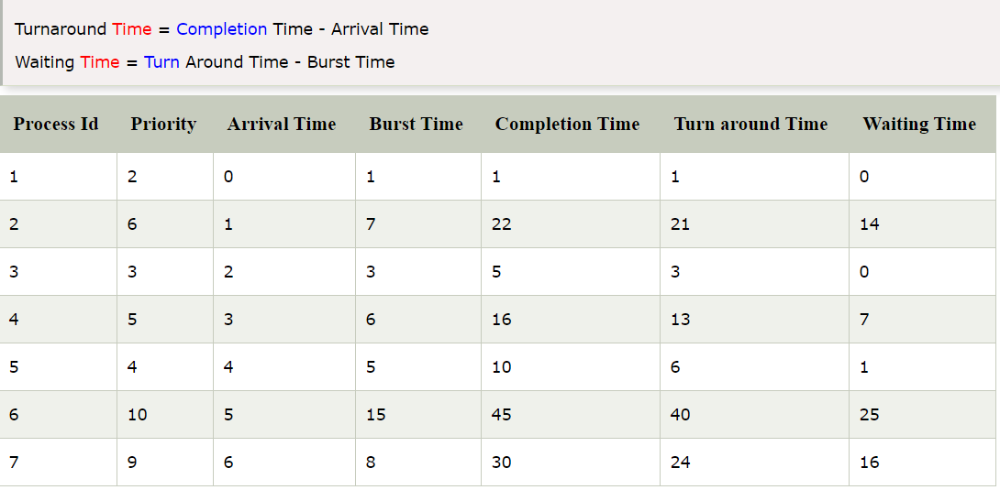 Turnaround Time = Completion Time - Arrival Time
Waiting Time = Turn Around Time - Burst Time
Process Id Priority Arrival Time Burst Time Completion Time Turn around Time Waiting Time
1 2 0 1 1 1 0
2 6 1 7 22 21 14
3 3 2 3 5 3 0
4 5 3 6 16 13 7
5 4 4 5 10 6 1
6 10 5 15 45 40 25
7 9 6 8 30 24 16